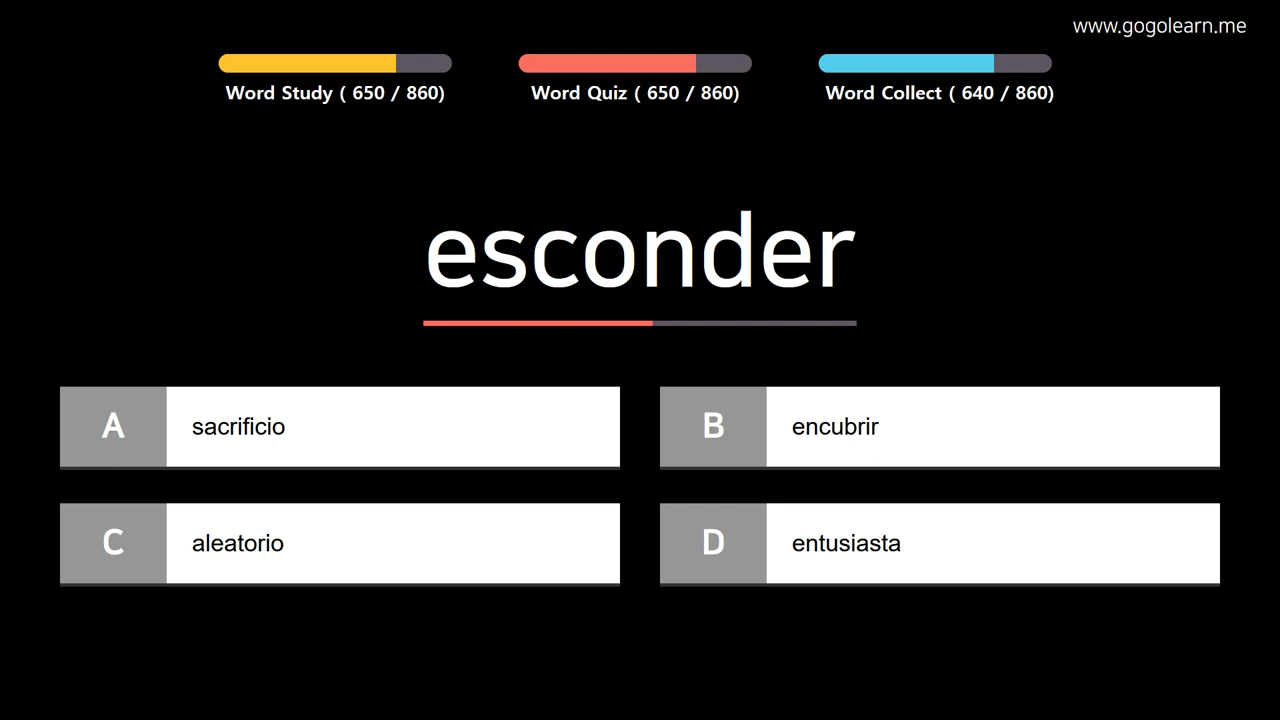 www.gogolearn.me
Word Study ( 650 / 860)
Word Quiz ( 650 / 860)
Word Collect ( 640 / 860)
esconder
A
sacrificio
B
encubrir
C
aleatorio
D
entusiasta